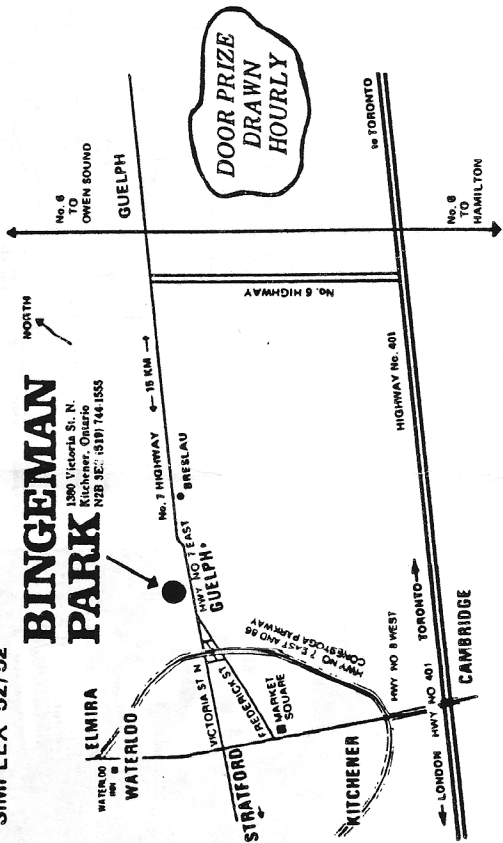 No. 6
TO
OWEN SOUND
GUELPH
DOOR PRIZE
DRAWN
HOURLY
to TORONTO
No. 6
TO
HAMILTON
NORTH
BINGEMAN
PARK
1380 Victoria St. N.
Kitchener, Ontario
N2B (519) 744-1555
No. 6 HIGHWAY
15 KM
No. 7 HIGHWAY
BRESLAU
HIGHWAY No. 401
HWY NO 7 EAST
GUELPH
ELMIRA
WATERLOO
INN
WATERLOO
VICTORIA ST N
FREDERICK ST
MARKET
SQUARE
STRATFORD
HWY NO 7 EAST AND 86
CONESTOGA PARKWAY
KITCHENER
HWY NO 8 WEST
LONDON HWY NO 401 TORONTO
CAMBRIDGE